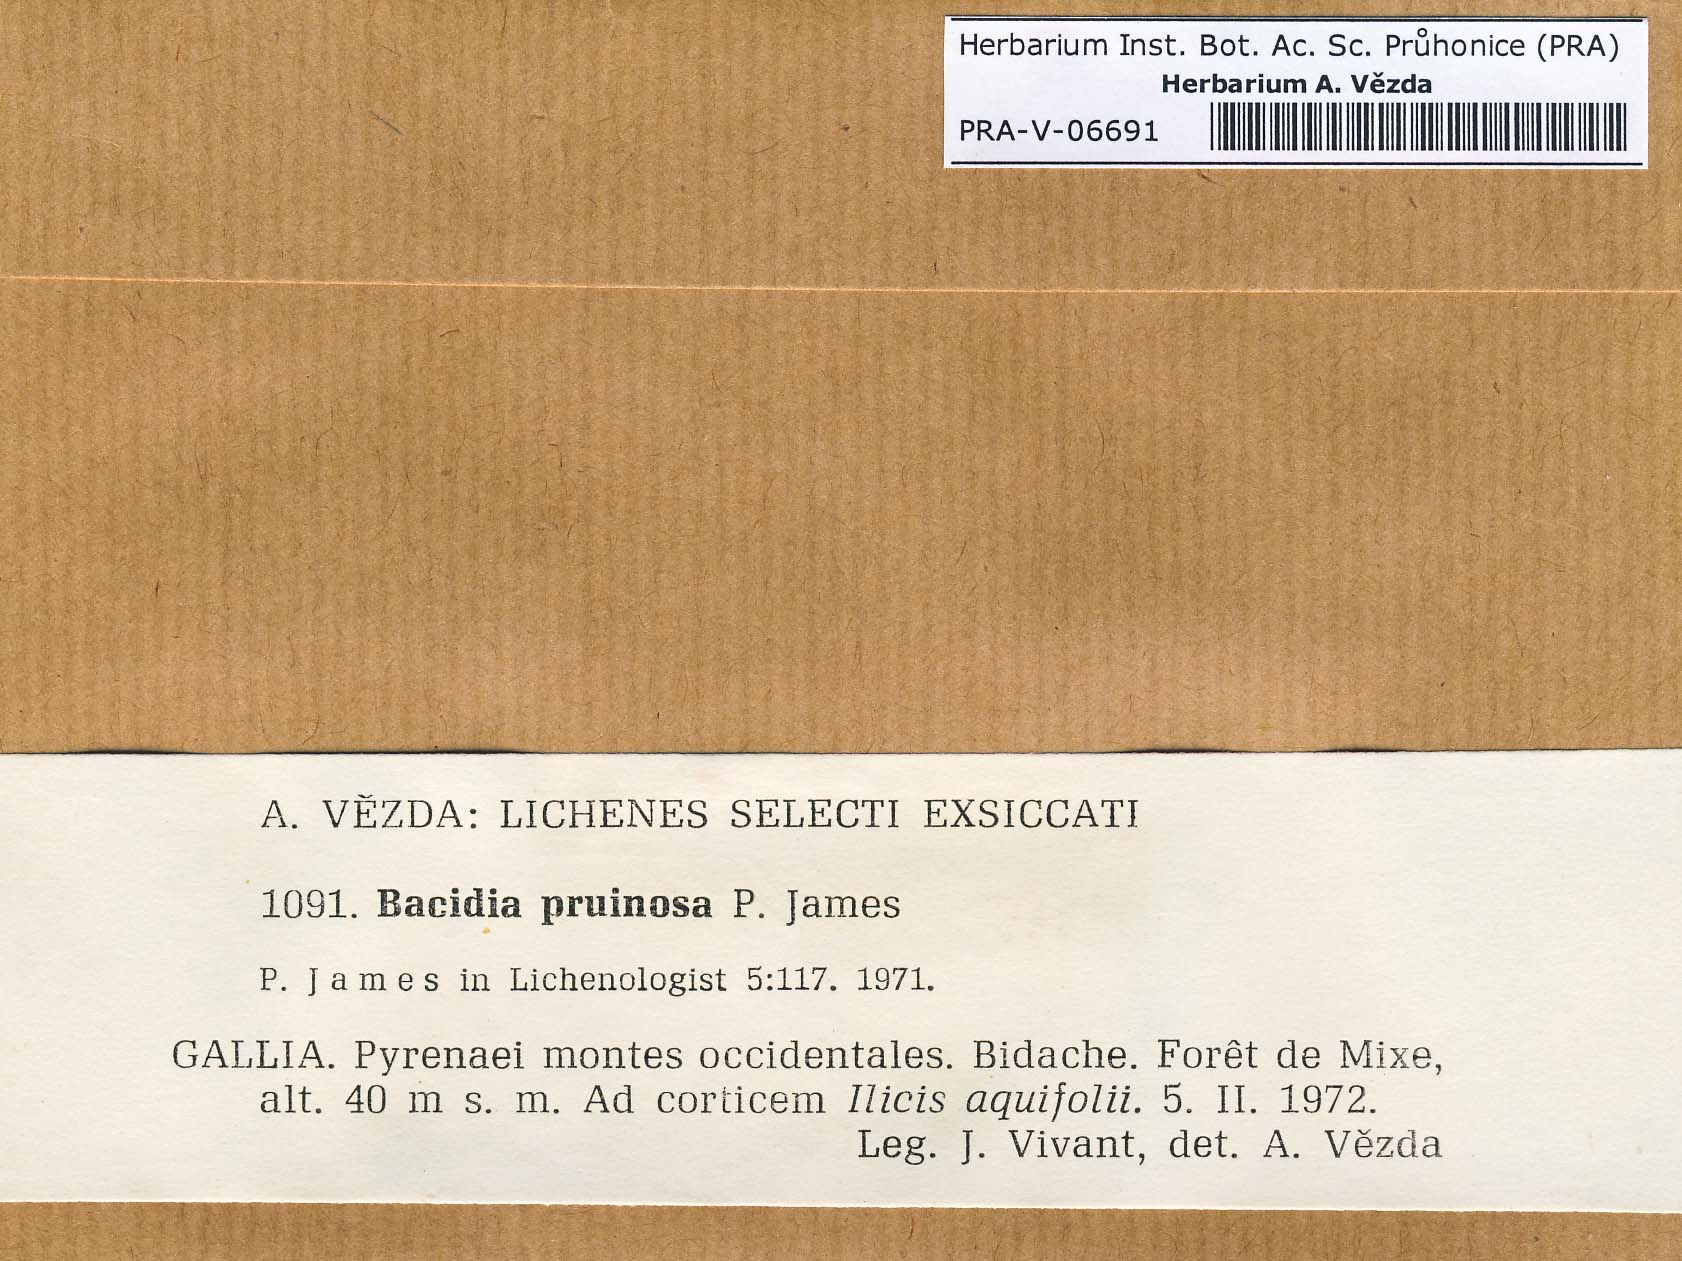 Herbarium Inst. Bot. Ac. Sc. Průhonice (PRA)
Herbarium A. Vězda
PRA-V-06691
A. VĚZDA: LICHENES SELECTI EXSICCATI
1091. Bacidia pruinosa P. James
P. James in Lichenologist 5:117. 1971.
GALLIA. Pyrenaei montes occidentales. Bidache. Forêt de Mixe,
alt. 40 m s. m. Ad corticem Ilicis aquifolii. 5. II. 1972.
Leg. J. Vivant, det. A. Vězda